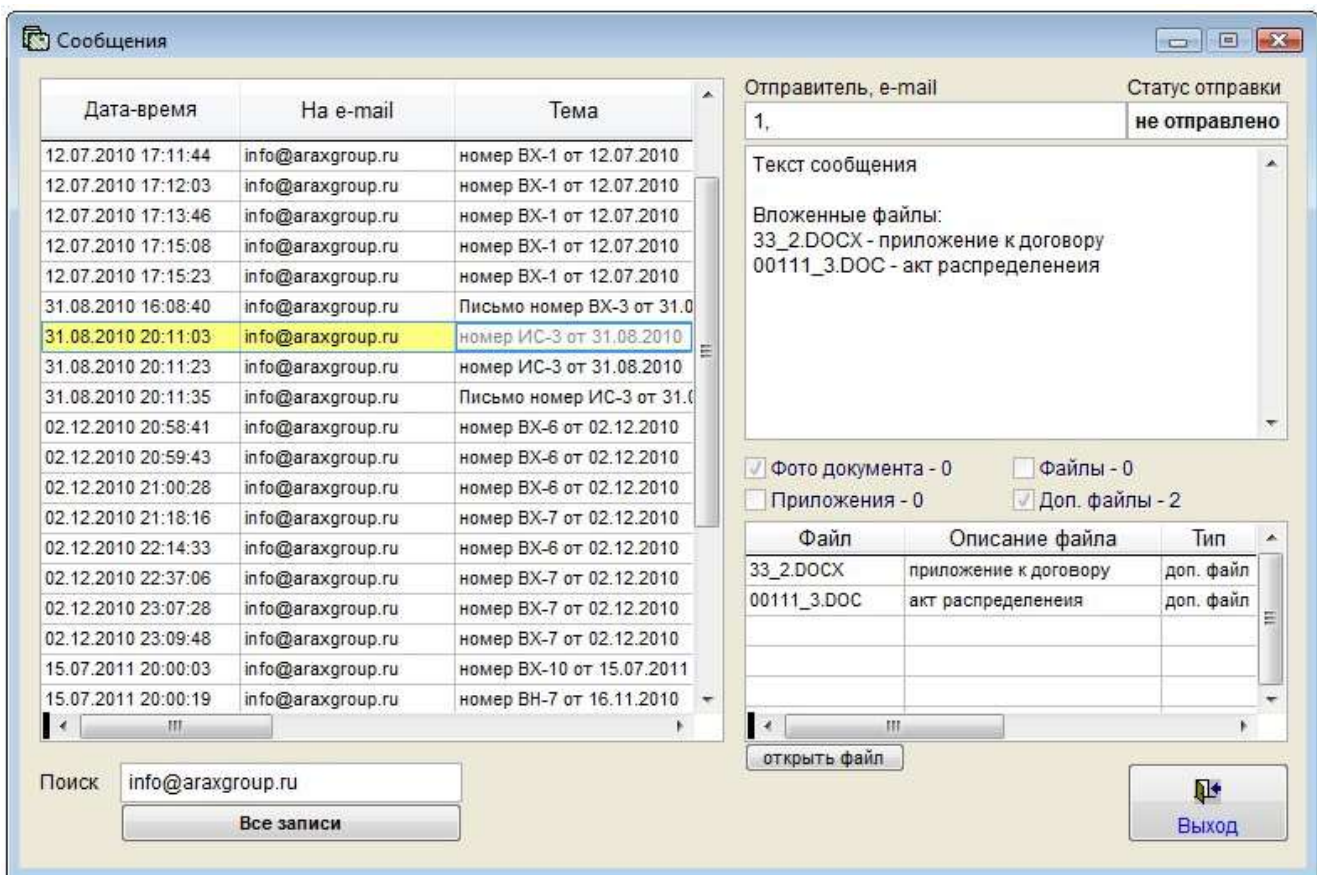 Сообщения
Дата-время На e-mail Тема
12.07.2010 17:11:44 info@araxgroup.ru номер ВХ-1 от 12.07.2010
12.07.2010 17:12:03 info@araxgroup.ru номер ВХ-1 от 12.07.2010
12.07.2010 17:13:46 info@araxgroup.ru номер ВХ-1 от 12.07.2010
12.07.2010 17:15:08 info@araxgroup.ru номер ВХ-1 от 12.07.2010
12.07.2010 17:15:23 info@araxgroup.ru номер ВХ-1 от 12.07.2010
31.08.2010 16:08:40 info@araxgroup.ru Письмо номер ВХ-3 от 31.0
31.08.2010 20:11:03 info@araxgroup.ru номер ИС-3 от 31.08.2010
31.08.2010 20:11:23 info@araxgroup.ru номер ИС-3 от 31.08.2010
31.08.2010 20:11:35 info@araxgroup.ru Письмо номер ИС-3 от 31.0
02.12.2010 20:58:41 info@araxgroup.ru номер ВХ-6 от 02.12.2010
02.12.2010 20:59:43 info@araxgroup.ru номер ВХ-6 от 02.12.2010
02.12.2010 21:00:28 info@araxgroup.ru номер ВХ-6 от 02.12.2010
02.12.2010 21:18:16 info@araxgroup.ru номер ВХ-7 от 02.12.2010
02.12.2010 22:14:33 info@araxgroup.ru номер ВХ-6 от 02.12.2010
02.12.2010 22:37:06 info@araxgroup.ru номер ВХ-7 от 02.12.2010
02.12.2010 23:07:28 info@araxgroup.ru номер ВХ-7 от 02.12.2010
02.12.2010 23:09:48 info@araxgroup.ru номер ВХ-7 от 02.12.2010
15.07.2011 20:00:03 info@araxgroup.ru номер ВХ-10 от 15.07.2011
15.07.2011 20:00:19 info@araxgroup.ru номер ВН-7 от 16.11.2010
Поиск info@araxgroup.ru
Все записи
Отправитель, e-mail Статус отправки
1, не отправлено
Текст сообщения
Вложенные файлы:
33_2.DOCX - приложение к договору
00111_3.DOC - акт распределенеия
Фото документа - 0 Файлы - 0
Приложения - 0 Доп. файлы - 2
Файл Описание файла Тип
33_2.DOCX приложение к договору доп. файл
00111_3.DOC акт распределенеия доп. файл
открыть файл
Выход